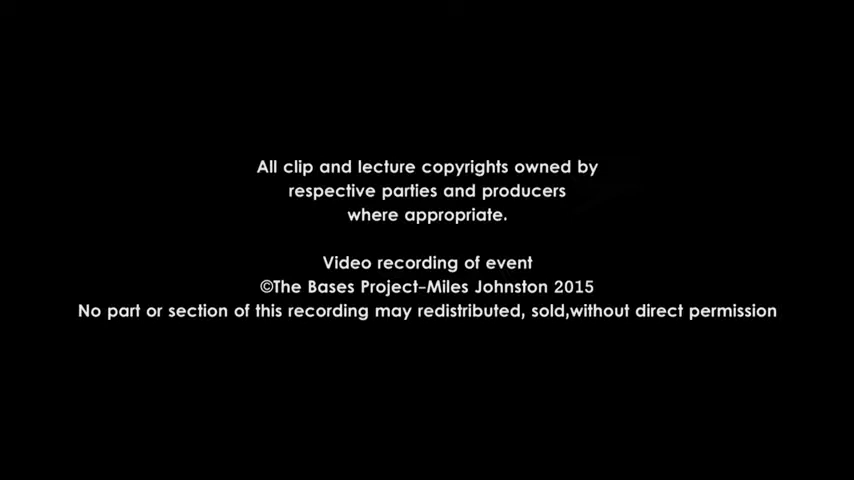 All clip and lecture copyrights owned by
respective parties and producers
where appropriate.
Video recording of event
©The Bases Project-Miles Johnston 2015
No part or section of this recording may redistributed, sold,without direct permission